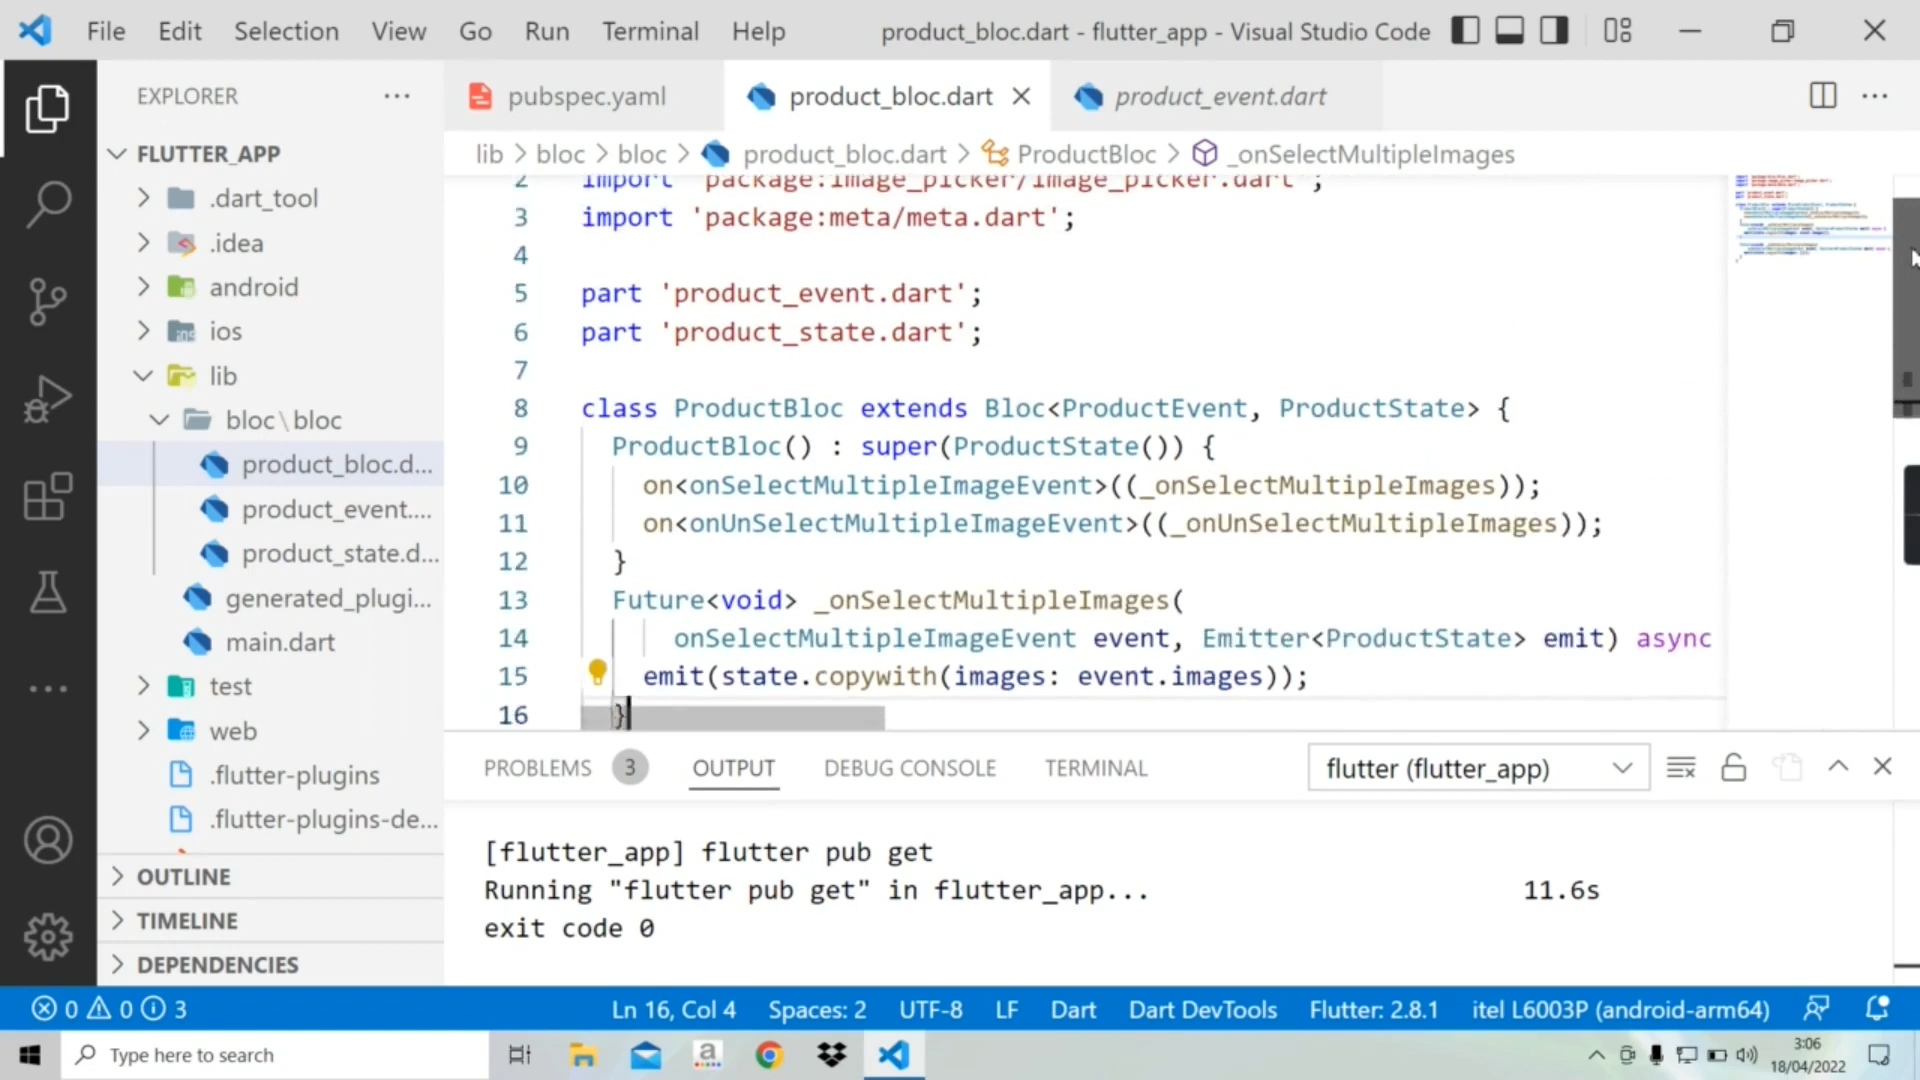 File Edit Selection View Go Run Terminal Help product_bloc.dart - flutter_app - Visual Studio Code
EXPLORER
pubspec.yaml product_bloc.dart product_event.dart
lib > bloc > bloc > product_bloc.dart > ProductBloc > _onSelectMultipleImages
FLUTTER_APP
.dart_tool
.idea
android
ios
lib
bloc\bloc
product_bloc.d...
product_event....
product_state.d...
generated_plugi...
main.dart
test
web
.flutter-plugins
.flutter-plugins-de...
OUTLINE
TIMELINE
DEPENDENCIES
2 import 'package:image_picker/image_picker.dart';
3 import 'package:meta/meta.dart';
4
5 part 'product_event.dart';
6 part 'product_state.dart';
7
8 class ProductBloc extends Bloc<ProductEvent, ProductState> {
9 ProductBloc() : super(ProductState()) {
10 on<onSelectMultipleImageEvent>((_onSelectMultipleImages));
11 on<onUnSelectMultipleImageEvent>((_onUnSelectMultipleImages));
12 }
13 Future<void> _onSelectMultipleImages(
14 onSelectMultipleImageEvent event, Emitter<ProductState> emit) async
15 emit(state.copywith(images: event.images));
16 }
PROBLEMS 3 OUTPUT DEBUG CONSOLE TERMINAL flutter (flutter_app)
[flutter_app] flutter pub get
Running "flutter pub get" in flutter_app... 11.6s
exit code 0
0 0 3 Ln 16, Col 4 Spaces: 2 UTF-8 LF Dart Dart DevTools Flutter: 2.8.1 itel L6003P (android-arm64)
Type here to search
3:06
18/04/2022